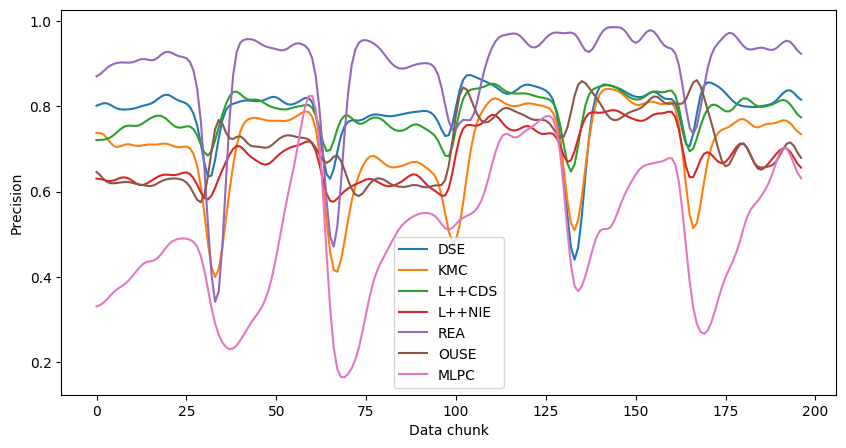 1.0
0.8
0.6
0.4
0.2
Precision
DSE
KMC
L++CDS
L++NIE
REA
OUSE
MLPC
0 25 50 75 100 125 150 175 200
Data chunk